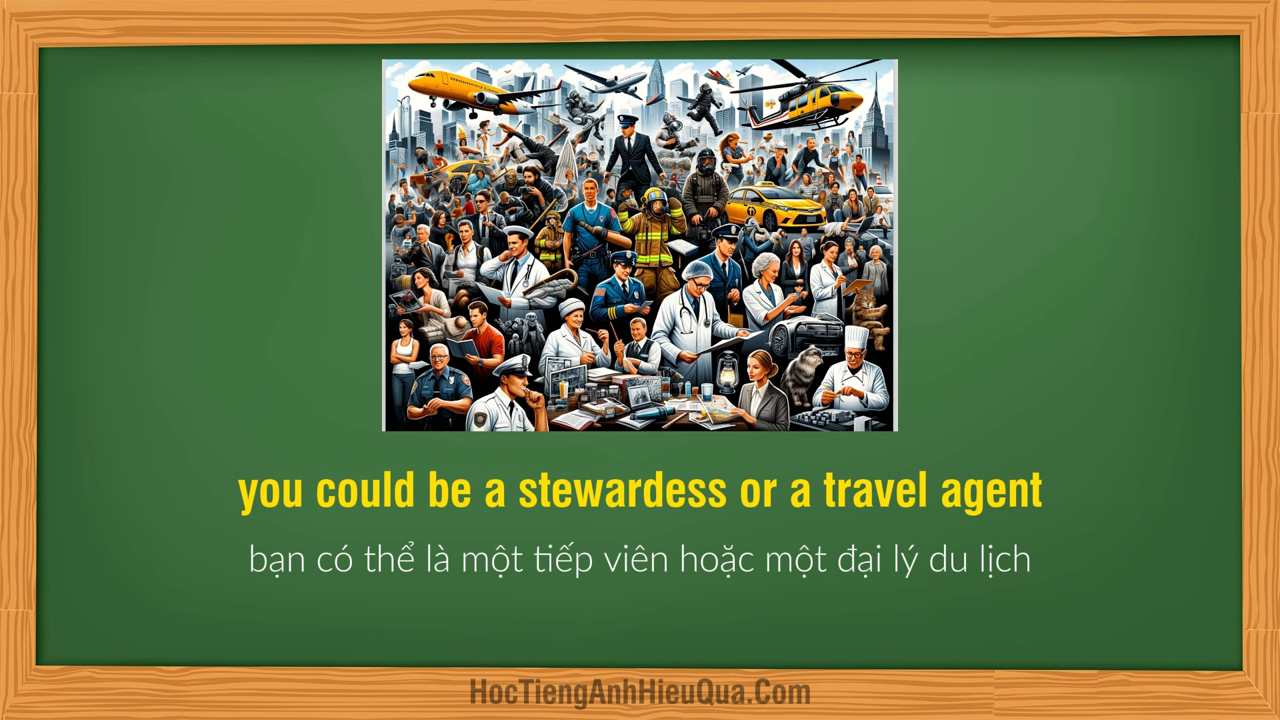 you could be a stewardess or a travel agent
bạn có thể là một tiếp viên hoặc một đại lý du lịch
HocTiengAnhHieuQua.Com